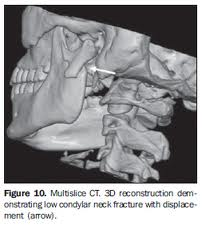 Figure 10. Multislice CT. 3D reconstruction dem-
onstrating low condylar neck fracture with displace-
ment (arrow).